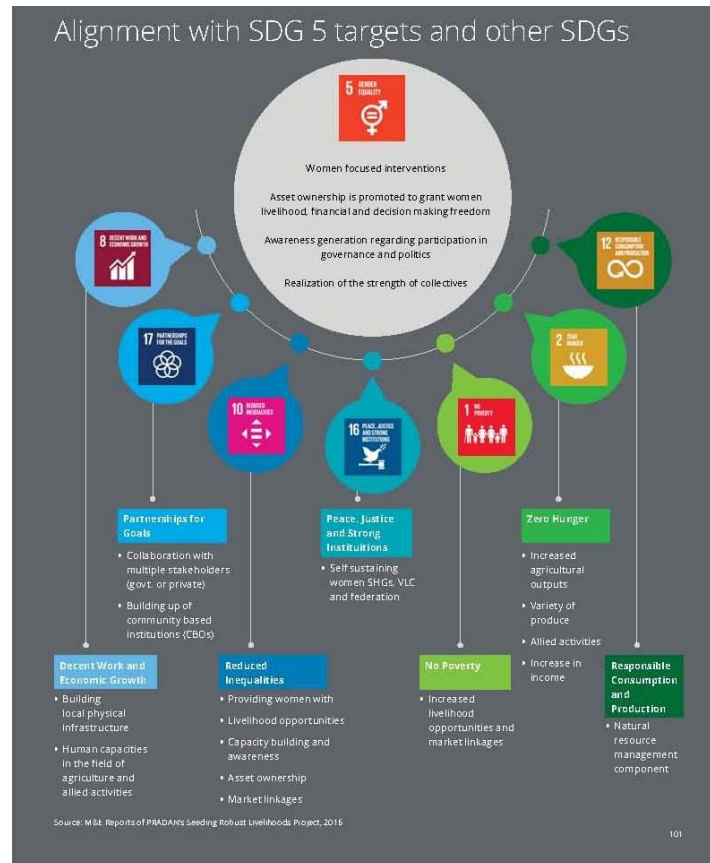 Alignment with SDG 5 targets and other SDGs
5 GENDER
EQUALITY
Women focused interventions
Asset ownership is promoted to grant women
livelihood, financial and decision making freedom
Awareness generation regarding participation in
governance and politics
Realization of the strength of collectives
8 DECENT WORK AND
ECONOMIC GROWTH
12 RESPONSIBLE
CONSUMPTION
AND PRODUCTION
17 PARTNERSHIPS
FOR THE GOALS
2 ZERO
HUNGER
10 REDUCED
INEQUALITIES
16 PEACE, JUSTICE
AND STRONG
INSTITUTIONS
1 NO
POVERTY
Partnerships for
Goals
• Collaboration with
multiple stakeholders
(govt. or private)
• Building up of
community based
institutions (CBOs)
Peace, Justice
and Strong
Instituitions
• Self sustaining
women SHGs, VLC
and federation
Zero Hunger
• Increased
agricultural
outputs
• Variety of
produce
• Allied activities
• Increase in
income
Decent Work and
Economic Growth
• Building
local physical
infrastructure
• Human capacities
in the field of
agriculture and
allied activities
Reduced
Inequalities
• Providing women with
• Livelihood opportunities
• Capacity building and
awareness
• Asset ownership
• Market linkages
No Poverty
• Increased
livelihood
opportunities and
market linkages
Responsible
Consumption
and
Production
• Natural
resource
management
component
Source: M&E Reports of PRADAN's Seeding Robust Livelihoods Project, 2016
101